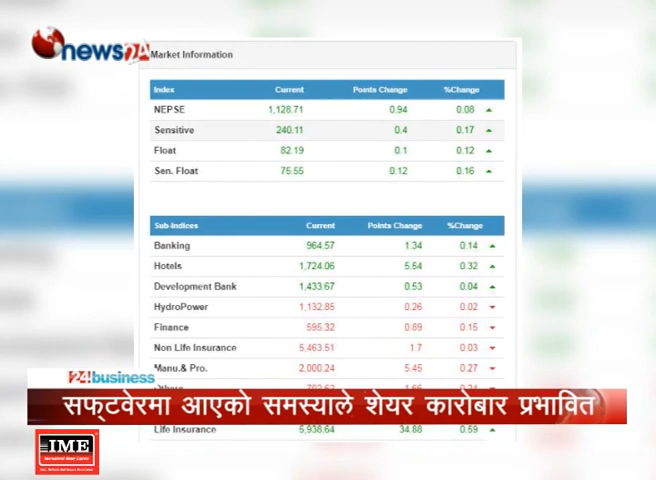 news24
Market Information
Index Current Points Change %Change
NEPSE 1,128.71 0.94 0.08
Sensitive 240.11 0.4 0.17
Float 82.19 0.1 0.12
Sen. Float 75.55 0.12 0.16
Sub-Indices Current Points Change %Change
Banking 964.57 1.34 0.14
Hotels 1,724.06 5.54 0.32
Development Bank 1,433.67 0.53 0.04
HydroPower 1,132.85 0.26 0.02
Finance 595.32 0.89 0.15
Non Life Insurance 5,463.51 1.7 0.03
Manu.& Pro. 2,000.24 5.45 0.27
Others
24business
सफ्टवेरमा आएको समस्याले शेयर कारोबार प्रभावित
Life Insurance 5,938.64 34.88 0.59
IME